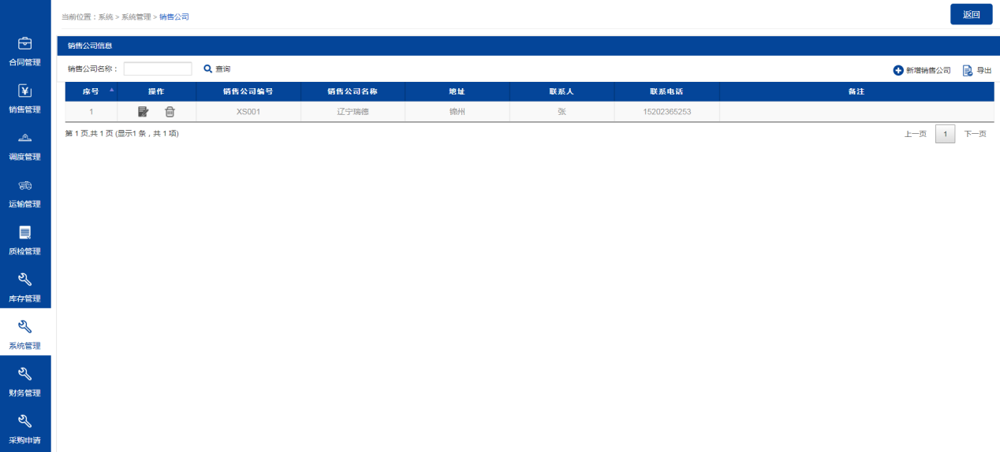 当前位置：系统 > 系统管理 > 销售公司
返回
合同管理
销售管理
调度管理
运输管理
质检管理
库存管理
系统管理
财务管理
采购申请
销售公司信息
销售公司名称： 查询 新增销售公司 导出
序号 操作 销售公司编号 销售公司名称 地址 联系人 联系电话 备注
1 XS001 辽宁瑞德 锦州 张 15202365253
第 1 页,共 1 页 (显示1 条，共 1 项) 上一页 1 下一页